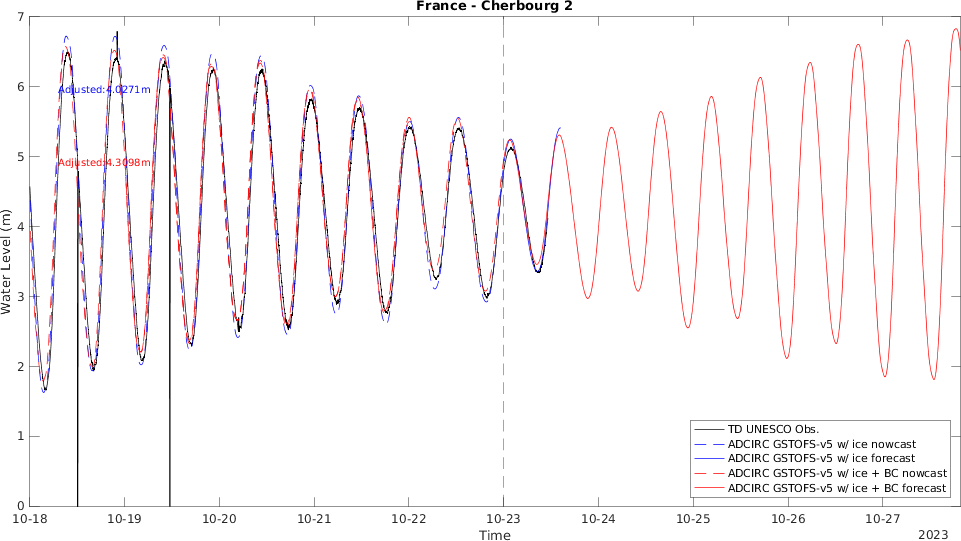 France - Cherbourg 2
Water Level (m)
7
6
5
4
3
2
1
0
Adjusted:4.0271m
Adjusted:4.3098m
TD UNESCO Obs.
ADCIRC GSTOFS-v5 w/ ice nowcast
ADCIRC GSTOFS-v5 w/ ice forecast
ADCIRC GSTOFS-v5 w/ ice + BC nowcast
ADCIRC GSTOFS-v5 w/ ice + BC forecast
10-18 10-19 10-20 10-21 10-22 10-23 10-24 10-25 10-26 10-27
Time
2023